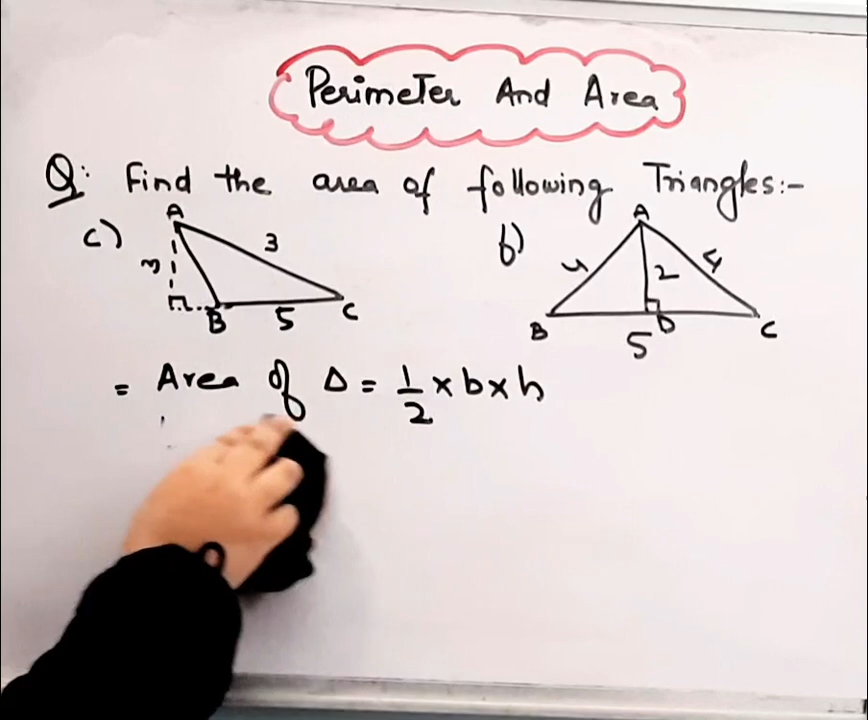 Perimeter And Area
Q: Find the area of following Triangles:-
c)
A
3
3
B
5
C
b)
A
4
2
4
B
D
5
C
= Area of Δ = 1/2 × b × h